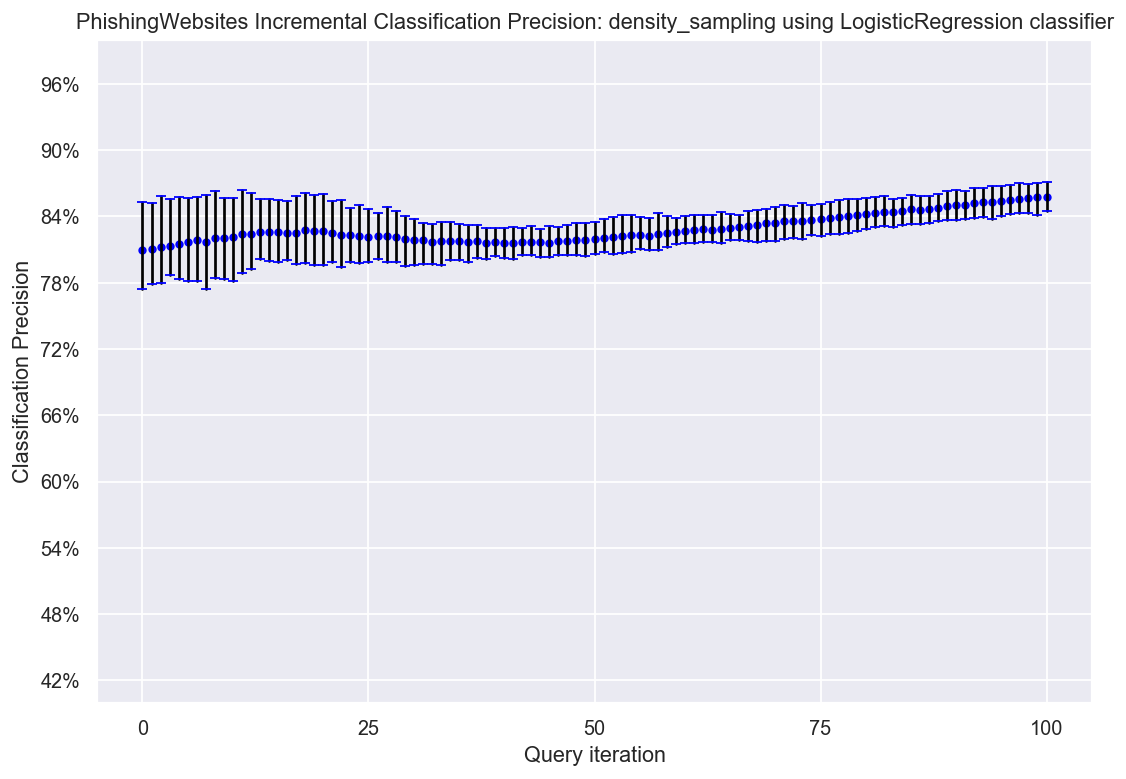 PhishingWebsites Incremental Classification Precision: density_sampling using LogisticRegression classifier
96%
90%
84%
78%
72%
66%
60%
54%
48%
42%
Classification Precision
0 25 50 75 100
Query iteration